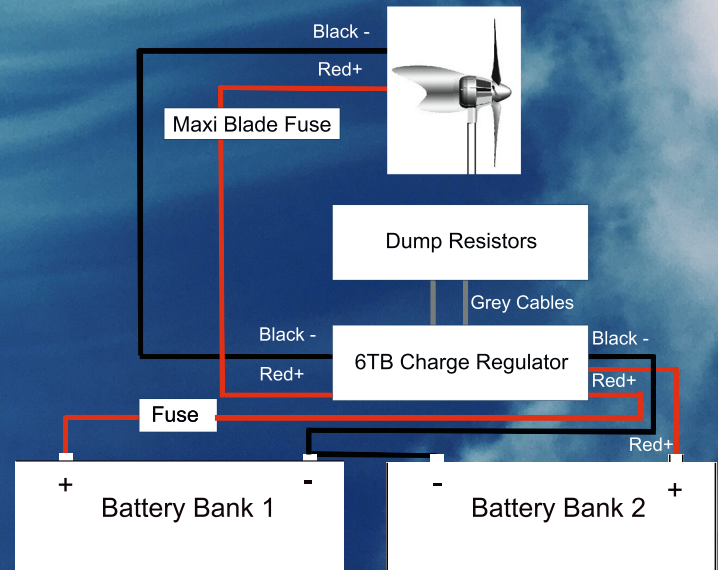 Black -
Red+
Maxi Blade Fuse
Dump Resistors
Grey Cables
Black -
Black -
6TB Charge Regulator
Red+
Red+
Fuse
Red+
+
-
-
+
Battery Bank 1
Battery Bank 2